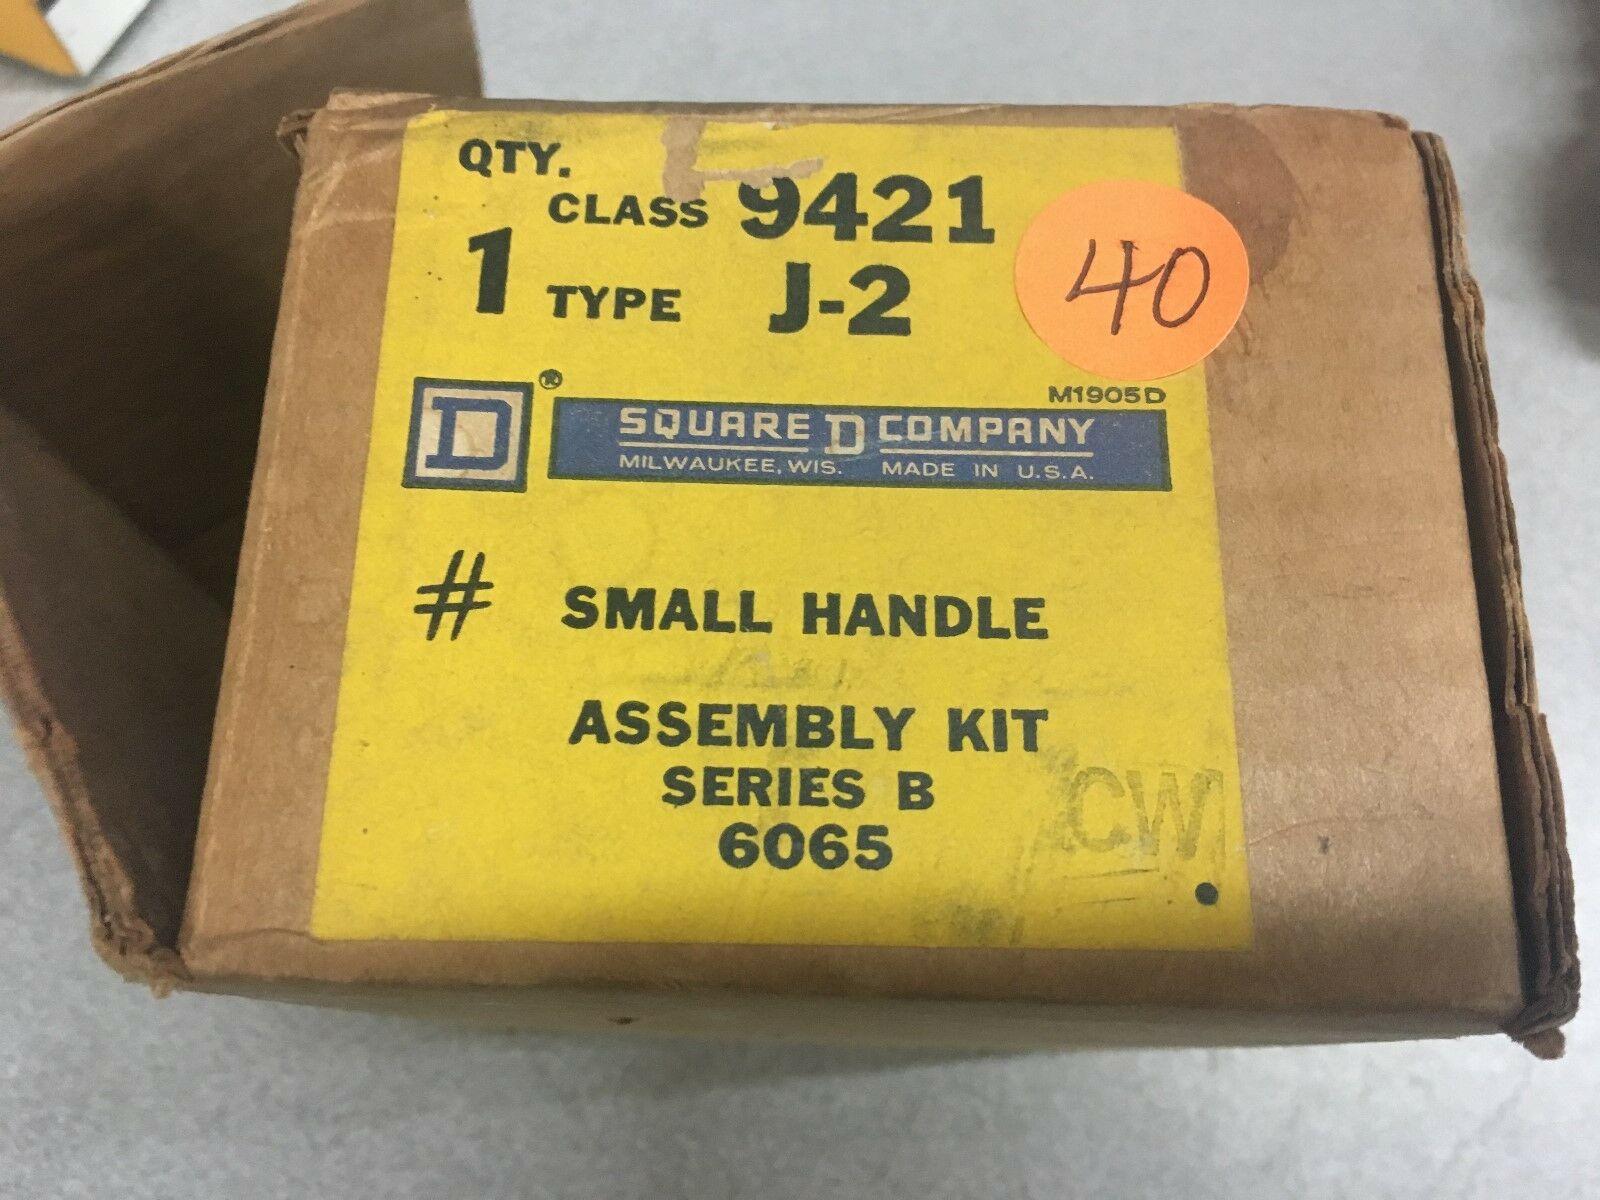 QTY.
CLASS 9421
1 TYPE J-2
40
M1905D
D ®
SQUARE D COMPANY
MILWAUKEE, WIS. MADE IN U.S.A.
# SMALL HANDLE
ASSEMBLY KIT
SERIES B
6065
CW